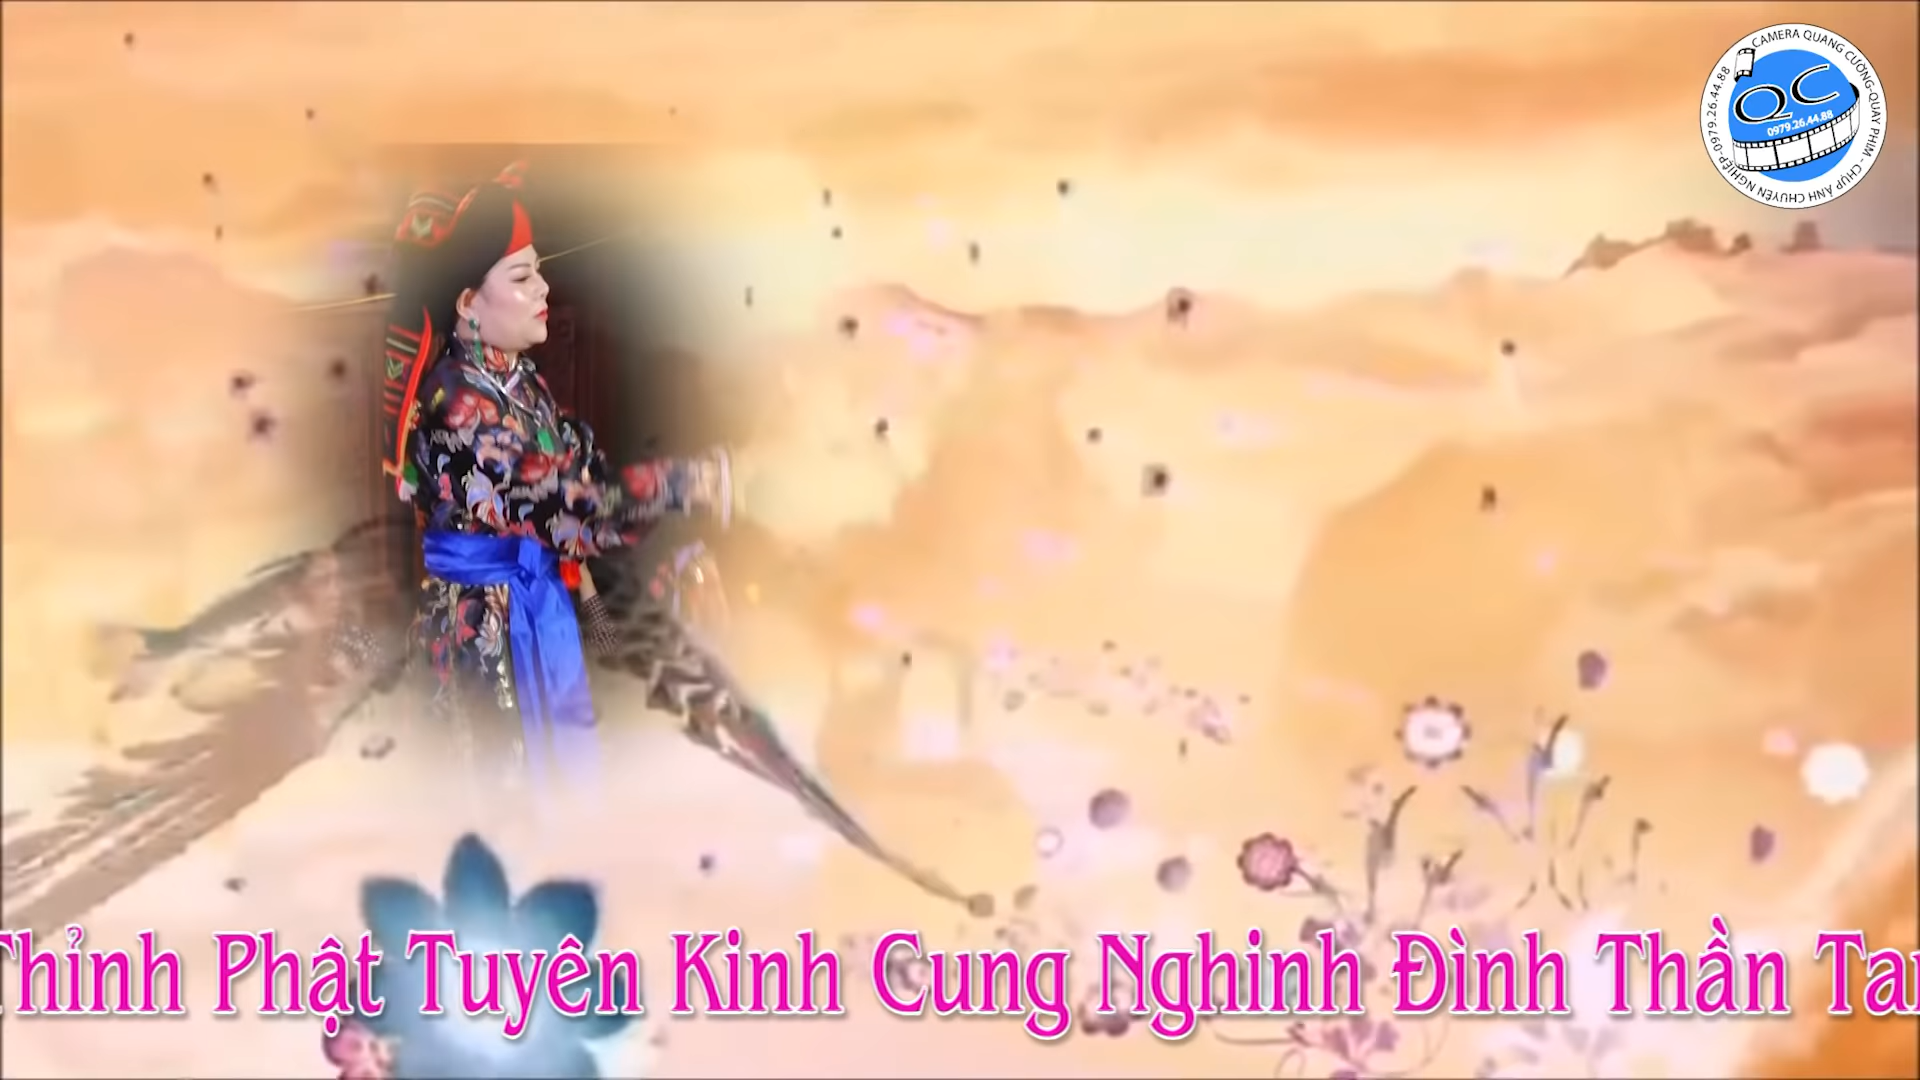 CAMERA QUANG CƯỜNG-QUAY PHIM - CHỤP ẢNH CHUYÊN NGHIỆP-0979.26.44.88
QC
0979.26.44.88
Thỉnh Phật Tuyên Kinh Cung Nghinh Đình Thần